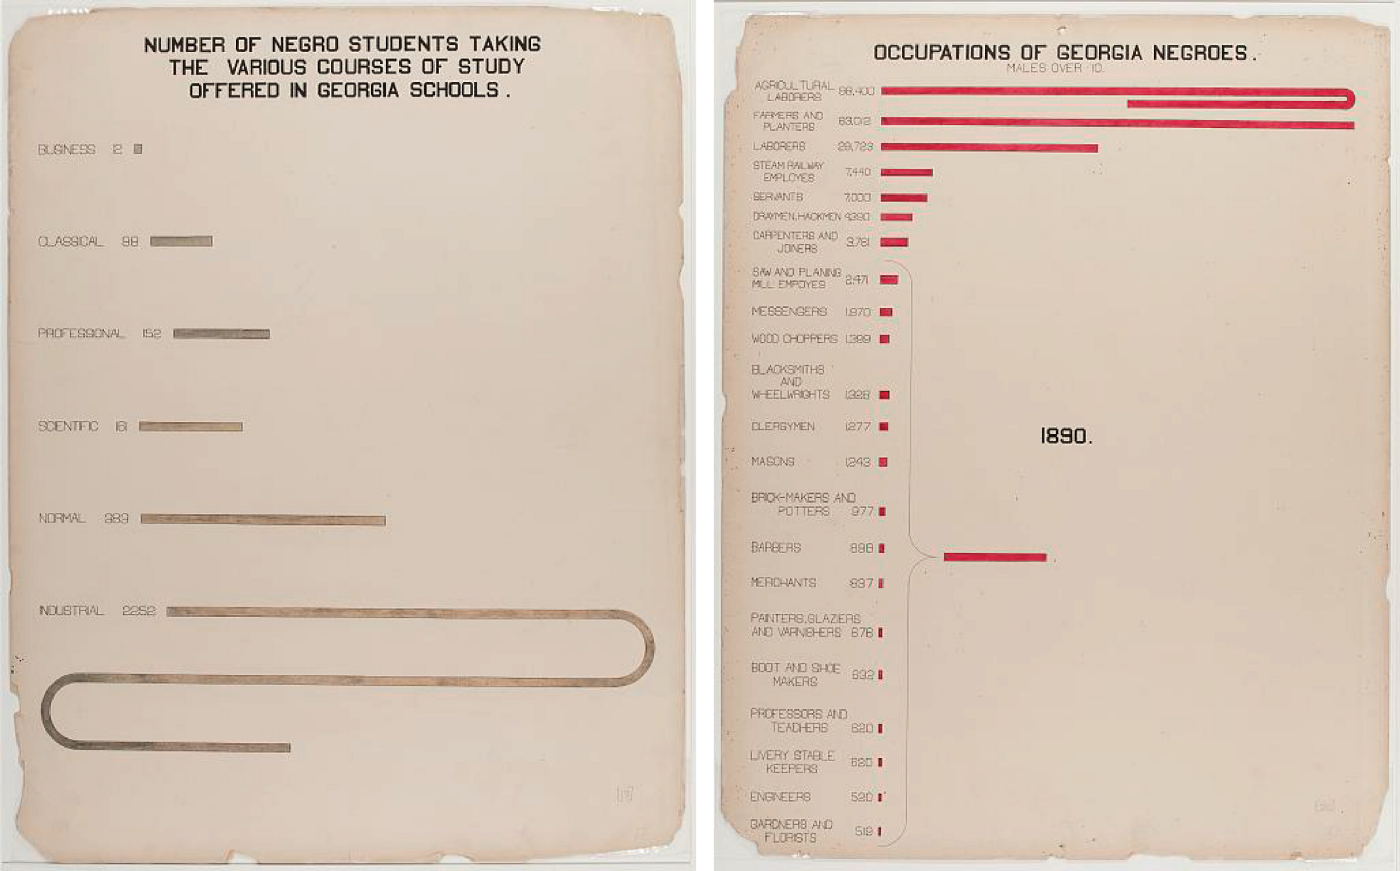 NUMBER OF NEGRO STUDENTS TAKING
THE VARIOUS COURSES OF STUDY
OFFERED IN GEORGIA SCHOOLS.
BUSINESS 12
CLASSICAL 98
PROFESSIONAL 152
SCIENTIFIC 161
NORMAL 383
INDUSTRIAL 2252
OCCUPATIONS OF GEORGIA NEGROES.
MALES OVER 10.
AGRICULTURAL
LABORERS 98,400
FARMERS AND
PLANTERS 63,012
LABORERS 29,723
STEAM RAILWAY
EMPLOYES 7,440
SERVANTS 7,000
DRAYMEN, HACKMEN 4,390
CARPENTERS AND
JOINERS 3,761
SAW AND PLANING
MILL EMPOYES 2,471
MESSENGERS 1,970
WOOD CHOPPERS 1,399
BLACKSMITHS
AND
WHEELWRIGHTS 1,328
CLERGYMEN 1,277
MASONS 1,243
BRICK-MAKERS AND
POTTERS 977
BARBERS 898
MERCHANTS 837
PAINTERS, GLAZIERS
AND VARNISHERS 676
BOOT AND SHOE
MAKERS 632
PROFESSORS AND
TEACHERS 620
LIVERY STABLE
KEEPERS 620
ENGINEERS 520
GARDNERS AND
FLORISTS 519
1890.